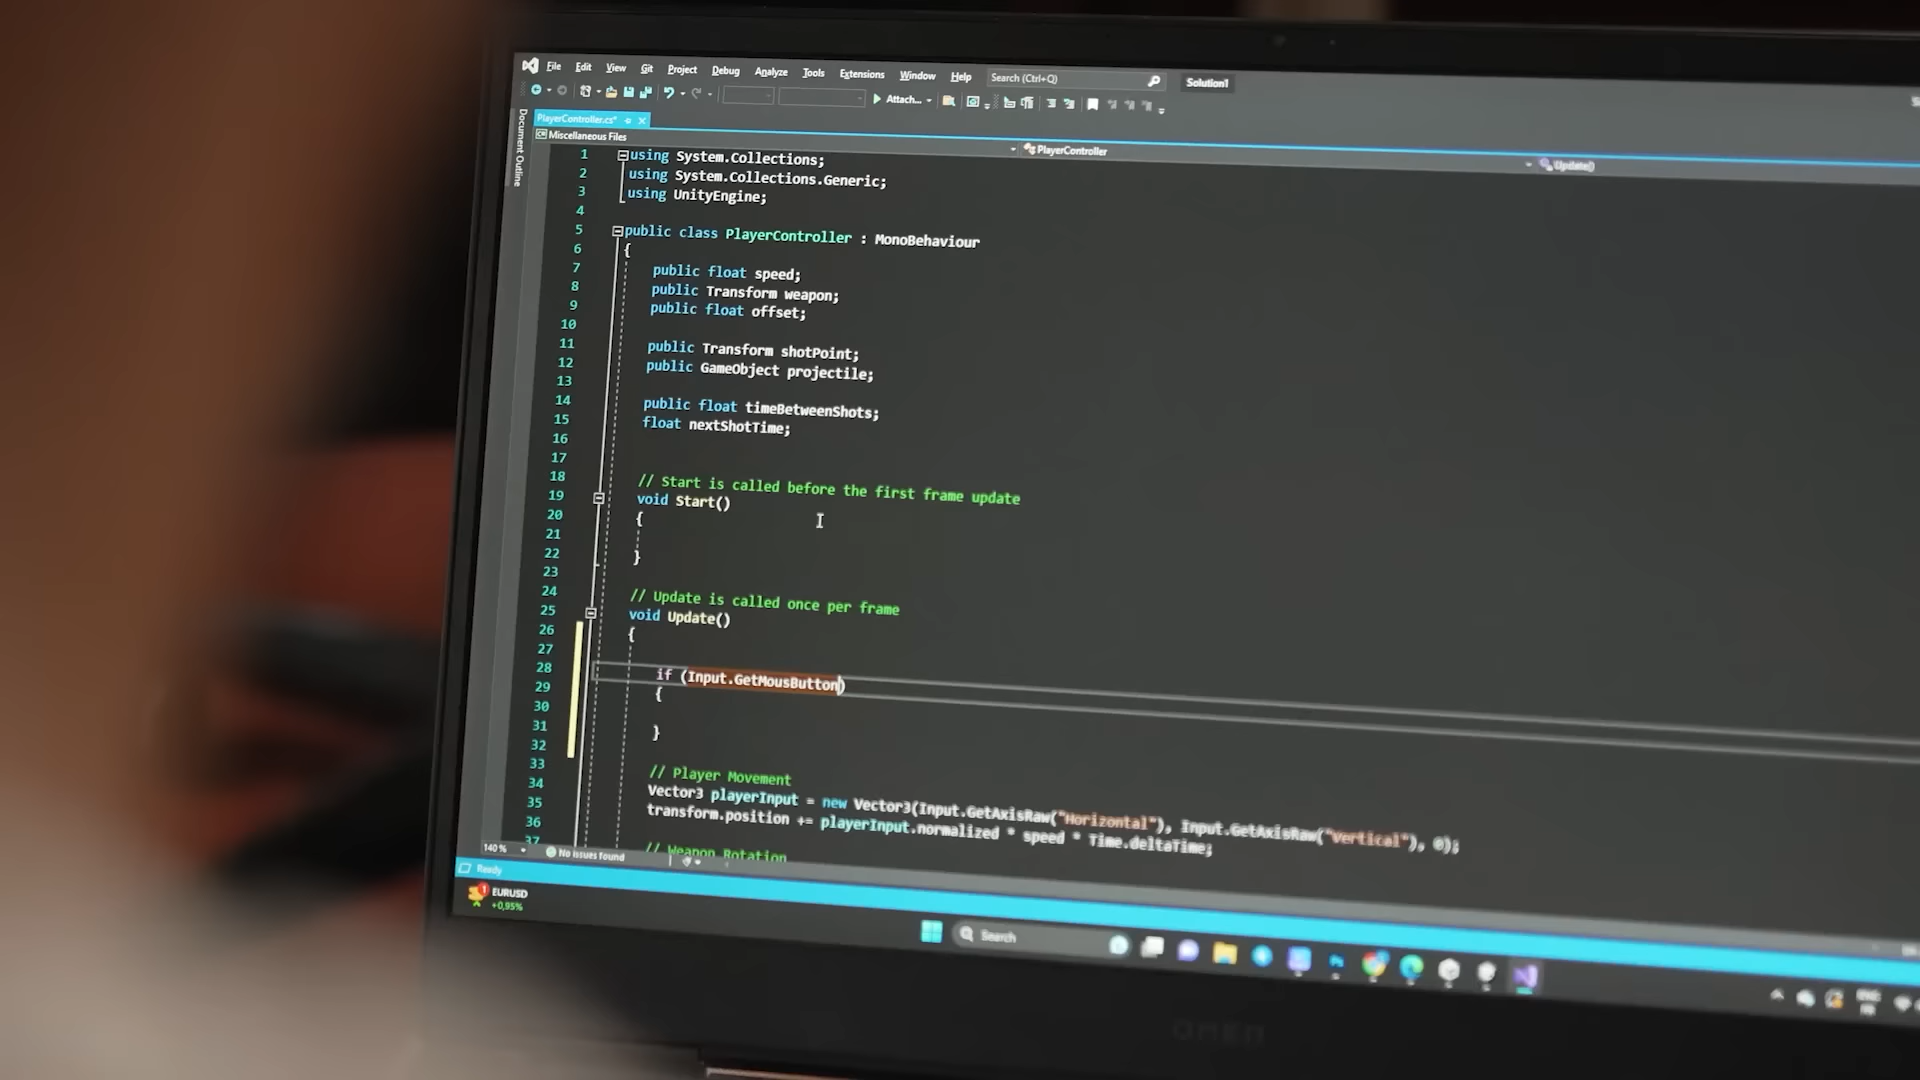 File Edit View Git Project Debug Analyze Tools Extensions Window Help Search (Ctrl+Q) Solution1
Attach...
Document Outline
PlayerController.cs*
Miscellaneous Files PlayerController Update()
1 using System.Collections;
2 using System.Collections.Generic;
3 using UnityEngine;
4
5 public class PlayerController : MonoBehaviour
6 {
7 public float speed;
8 public Transform weapon;
9 public float offset;
10
11 public Transform shotPoint;
12 public GameObject projectile;
13
14 public float timeBetweenShots;
15 float nextShotTime;
16
17
18 // Start is called before the first frame update
19 void Start()
20 {
21
22 }
23
24 // Update is called once per frame
25 void Update()
26 {
27
28 if (Input.GetMousButton)
29 {
30
31 }
32
33 // Player Movement
34 Vector3 playerInput = new Vector3(Input.GetAxisRaw("Horizontal"), Input.GetAxisRaw("Vertical"), 0);
35 transform.position += playerInput.normalized * speed * Time.deltaTime;
36
37 // Weapon Rotation
140 % No issues found
Ready
1 EURUSD
+0,95%
Search
ENG
OMEN